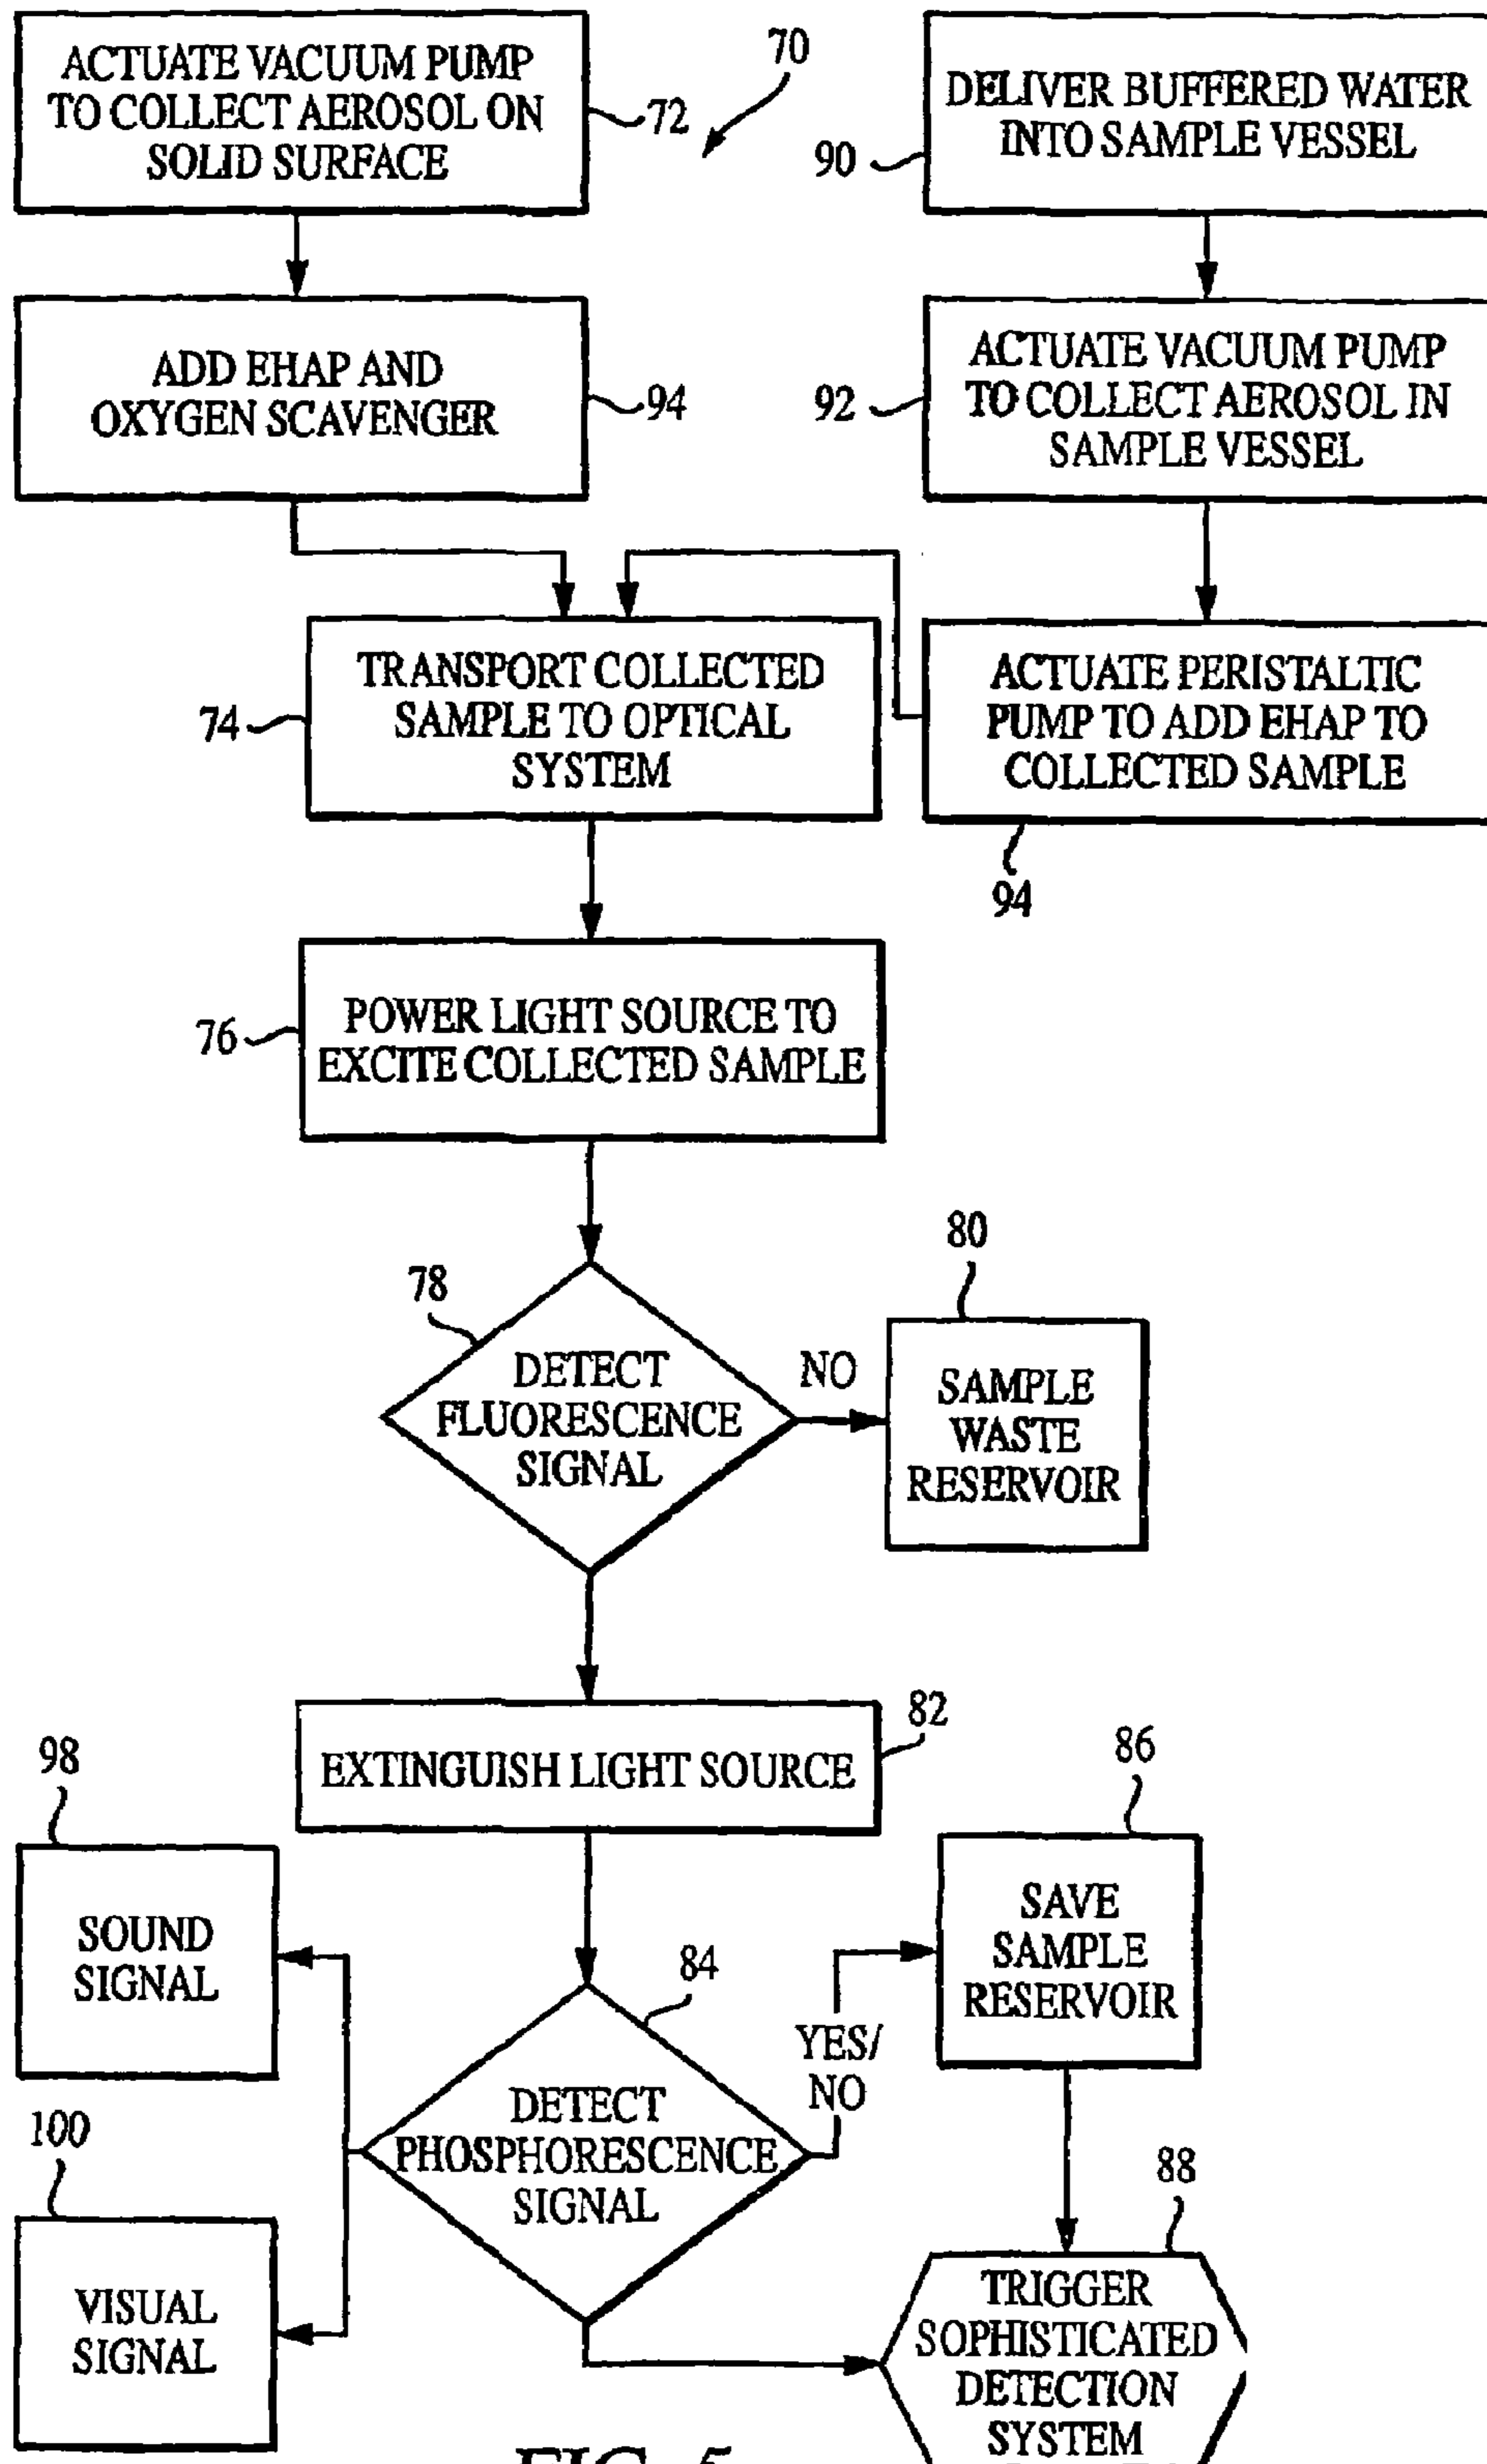 ACTUATE VACUUM PUMP
TO COLLECT AEROSOL ON
SOLID SURFACE
72
70
DELIVER BUFFERED WATER
INTO SAMPLE VESSEL
90
ADD EHAP AND
OXYGEN SCAVENGER
94
ACTUATE VACUUM PUMP
TO COLLECT AEROSOL IN
SAMPLE VESSEL
92
TRANSPORT COLLECTED
SAMPLE TO OPTICAL
SYSTEM
74
ACTUATE PERISTALTIC
PUMP TO ADD EHAP TO
COLLECTED SAMPLE
94
POWER LIGHT SOURCE TO
EXCITE COLLECTED SAMPLE
76
78
DETECT
FLUORESCENCE
SIGNAL
NO
80
SAMPLE
WASTE
RESERVOIR
82
EXTINGUISH LIGHT SOURCE
98
SOUND
SIGNAL
84
DETECT
PHOSPHORESCENCE
SIGNAL
YES/
NO
86
SAVE
SAMPLE
RESERVOIR
100
VISUAL
SIGNAL
88
TRIGGER
SOPHISTICATED
DETECTION
SYSTEM
FIG. 5